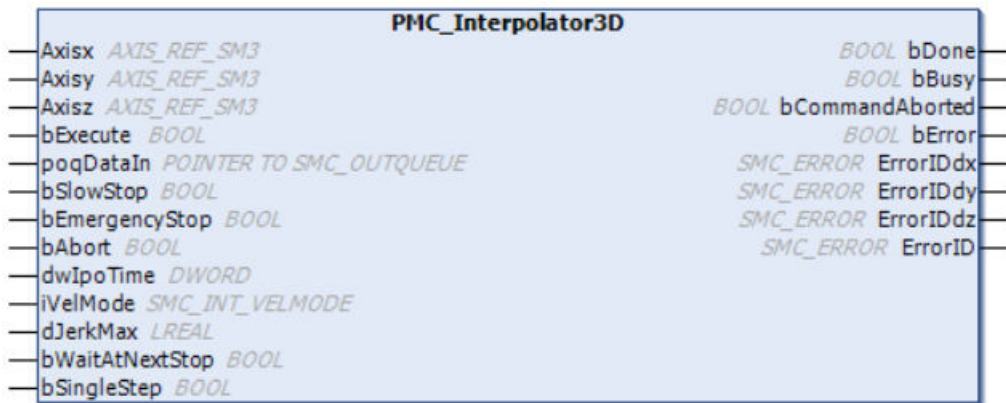 PMC_Interpolator3D
Axisx AXIS_REF_SM3 BOOL bDone
Axisy AXIS_REF_SM3 BOOL bBusy
Axisz AXIS_REF_SM3 BOOL bCommandAborted
bExecute BOOL BOOL bError
poqDataIn POINTER TO SMC_OUTQUEUE SMC_ERROR ErrorIDdx
bSlowStop BOOL SMC_ERROR ErrorIDdy
bEmergencyStop BOOL SMC_ERROR ErrorIDdz
bAbort BOOL SMC_ERROR ErrorID
dwIpoTime DWORD
iVelMode SMC_INT_VELMODE
dJerkMax LREAL
bWaitAtNextStop BOOL
bSingleStep BOOL